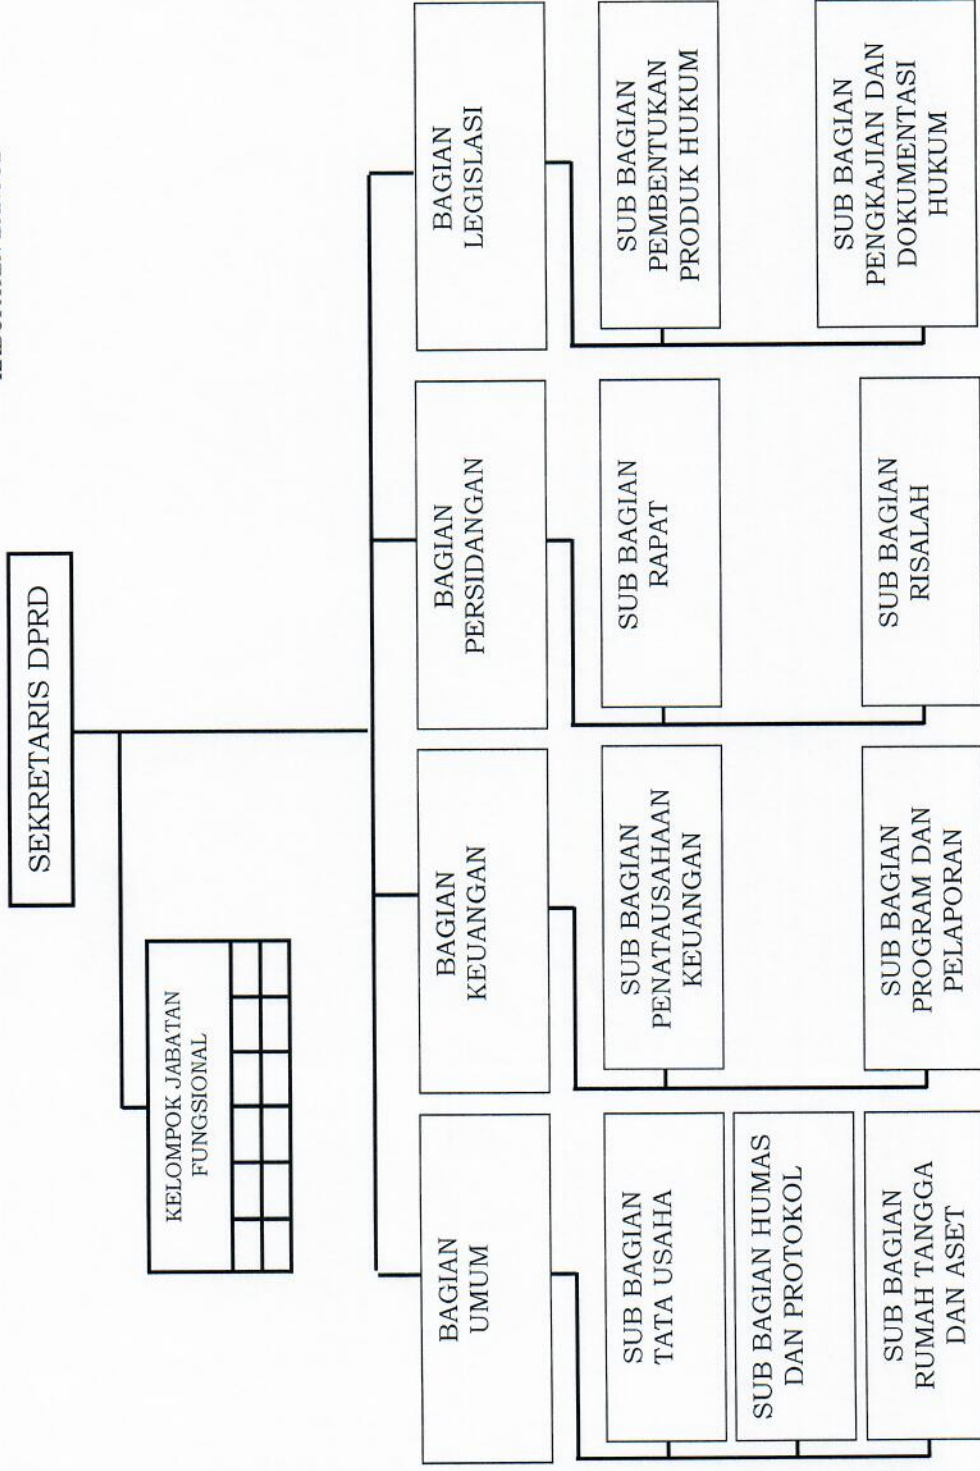 SEKRETARIS DPRD
KELOMPOK JABATAN
FUNGSIONAL
BAGIAN
UMUM
BAGIAN
KEUANGAN
BAGIAN
PERSIDANGAN
BAGIAN
LEGISLASI
SUB BAGIAN
TATA USAHA
SUB BAGIAN HUMAS
DAN PROTOKOL
SUB BAGIAN
RUMAH TANGGA
DAN ASET
SUB BAGIAN
PENATAUSAHAAN
KEUANGAN
SUB BAGIAN
PROGRAM DAN
PELAPORAN
SUB BAGIAN
RAPAT
SUB BAGIAN
RISALAH
SUB BAGIAN
PEMBENTUKAN
PRODUK HUKUM
SUB BAGIAN
PENGKAJIAN DAN
DOKUMENTASI
HUKUM